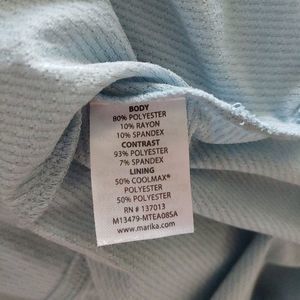 BODY
80% POLYESTER
10% RAYON
10% SPANDEX
CONTRAST
93% POLYESTER
7% SPANDEX
LINING
50% COOLMAX®
POLYESTER
50% POLYESTER
RN # 137013
M13479-MTEA08SA
www.marika.com